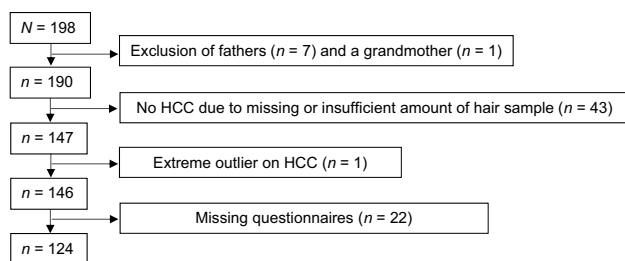 N = 198
Exclusion of fathers (n = 7) and a grandmother (n = 1)
n = 190
No HCC due to missing or insufficient amount of hair sample (n = 43)
n = 147
Extreme outlier on HCC (n = 1)
n = 146
Missing questionnaires (n = 22)
n = 124